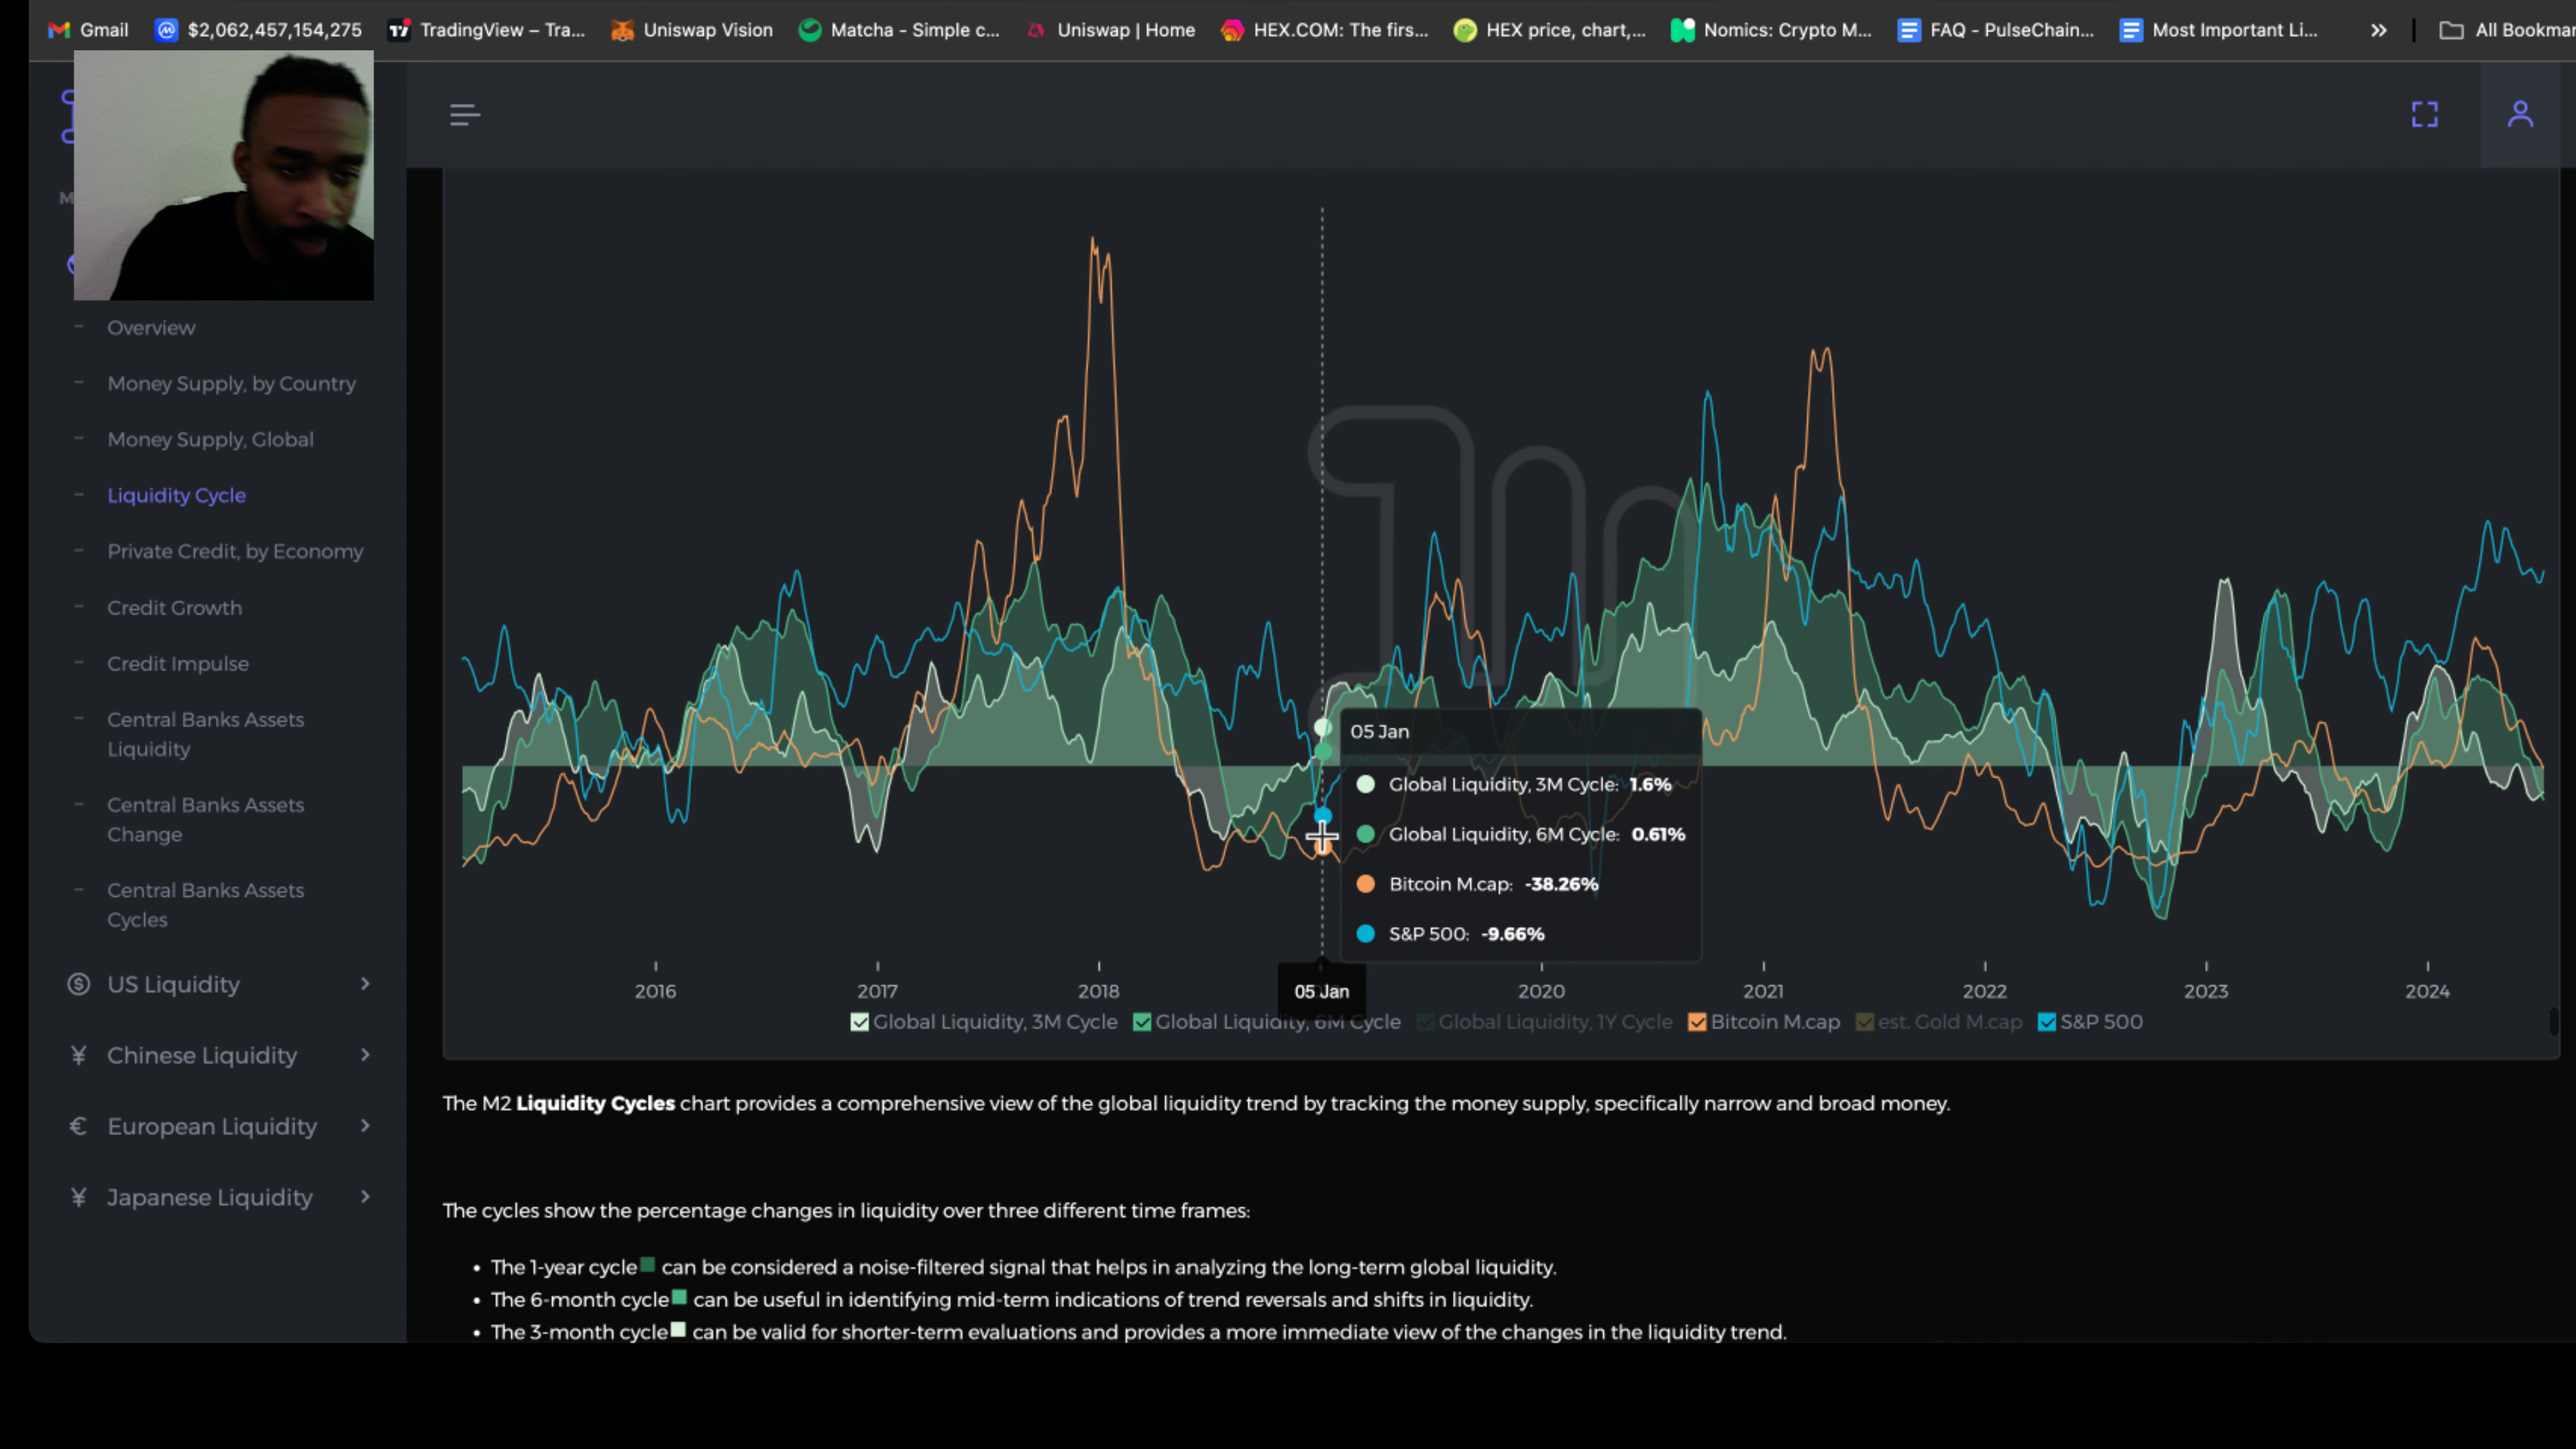 Gmail
$2,062,457,154,275
TradingView – Tra...
Uniswap Vision
Matcha - Simple c...
Uniswap | Home
HEX.COM: The firs...
HEX price, chart,...
Nomics: Crypto M...
FAQ - PulseChain...
Most Important Li...
»
All Bookmar
M
Overview
Money Supply, by Country
Money Supply, Global
Liquidity Cycle
Private Credit, by Economy
Credit Growth
Credit Impulse
Central Banks Assets
Liquidity
Central Banks Assets
Change
Central Banks Assets
Cycles
$ US Liquidity
¥ Chinese Liquidity
€ European Liquidity
¥ Japanese Liquidity
05 Jan
Global Liquidity, 3M Cycle: 1.6%
Global Liquidity, 6M Cycle: 0.61%
Bitcoin M.cap: -38.26%
S&P 500: -9.66%
2016 2017 2018 05 Jan 2020 2021 2022 2023 2024
Global Liquidity, 3M Cycle Global Liquidity, 6M Cycle Global Liquidity, 1Y Cycle Bitcoin M.cap est. Gold M.cap S&P 500
The M2 Liquidity Cycles chart provides a comprehensive view of the global liquidity trend by tracking the money supply, specifically narrow and broad money.
The cycles show the percentage changes in liquidity over three different time frames:
• The 1-year cycle can be considered a noise-filtered signal that helps in analyzing the long-term global liquidity.
• The 6-month cycle can be useful in identifying mid-term indications of trend reversals and shifts in liquidity.
• The 3-month cycle can be valid for shorter-term evaluations and provides a more immediate view of the changes in the liquidity trend.